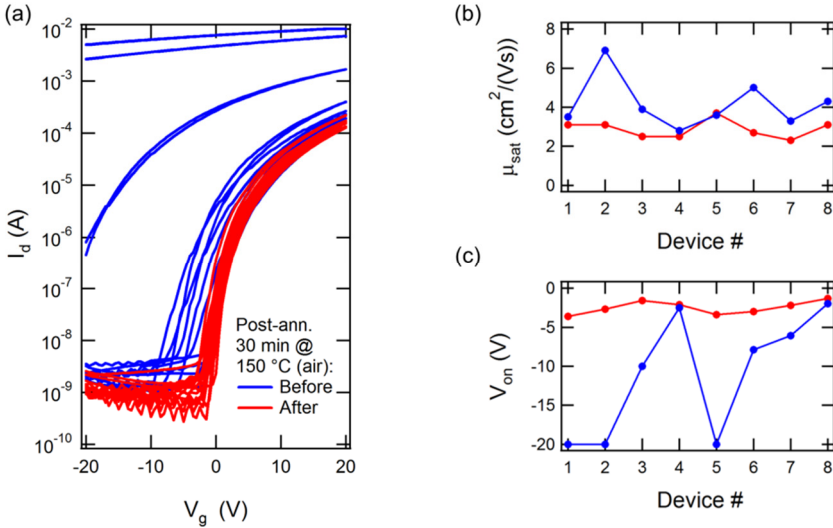 (a)
10⁻²
10⁻³
10⁻⁴
10⁻⁵
10⁻⁶
10⁻⁷
10⁻⁸
10⁻⁹
10⁻¹⁰
I_d (A)
-20
-10
0
10
20
V_g (V)
Post-ann.
30 min @
150 °C (air):
Before
After
(b)
8
6
4
2
0
μ_sat (cm²/(Vs))
1 2 3 4 5 6 7 8
Device #
(c)
0
-5
-10
-15
-20
V_on (V)
1 2 3 4 5 6 7 8
Device #